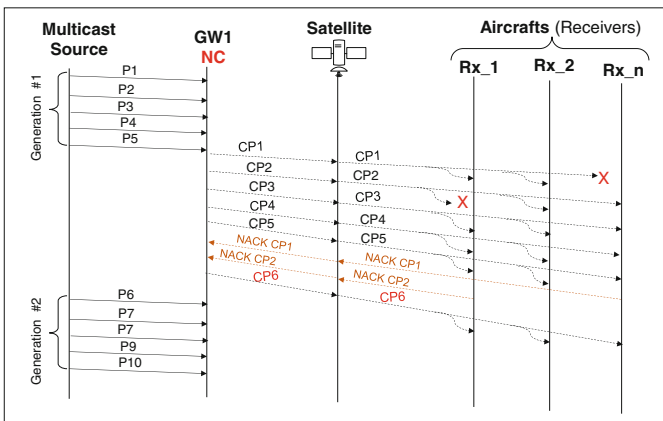 Multicast
Source
GW1
NC
Satellite
Aircrafts (Receivers)
Rx_1
Rx_2
Rx_n
Generation #1
P1
P2
P3
P4
P5
CP1
CP1
X
CP2
CP2
X
CP3
CP3
CP4
CP4
CP5
CP5
NACK CP1
NACK CP1
NACK CP2
NACK CP2
CP6
CP6
Generation #2
P6
P7
P7
P9
P10